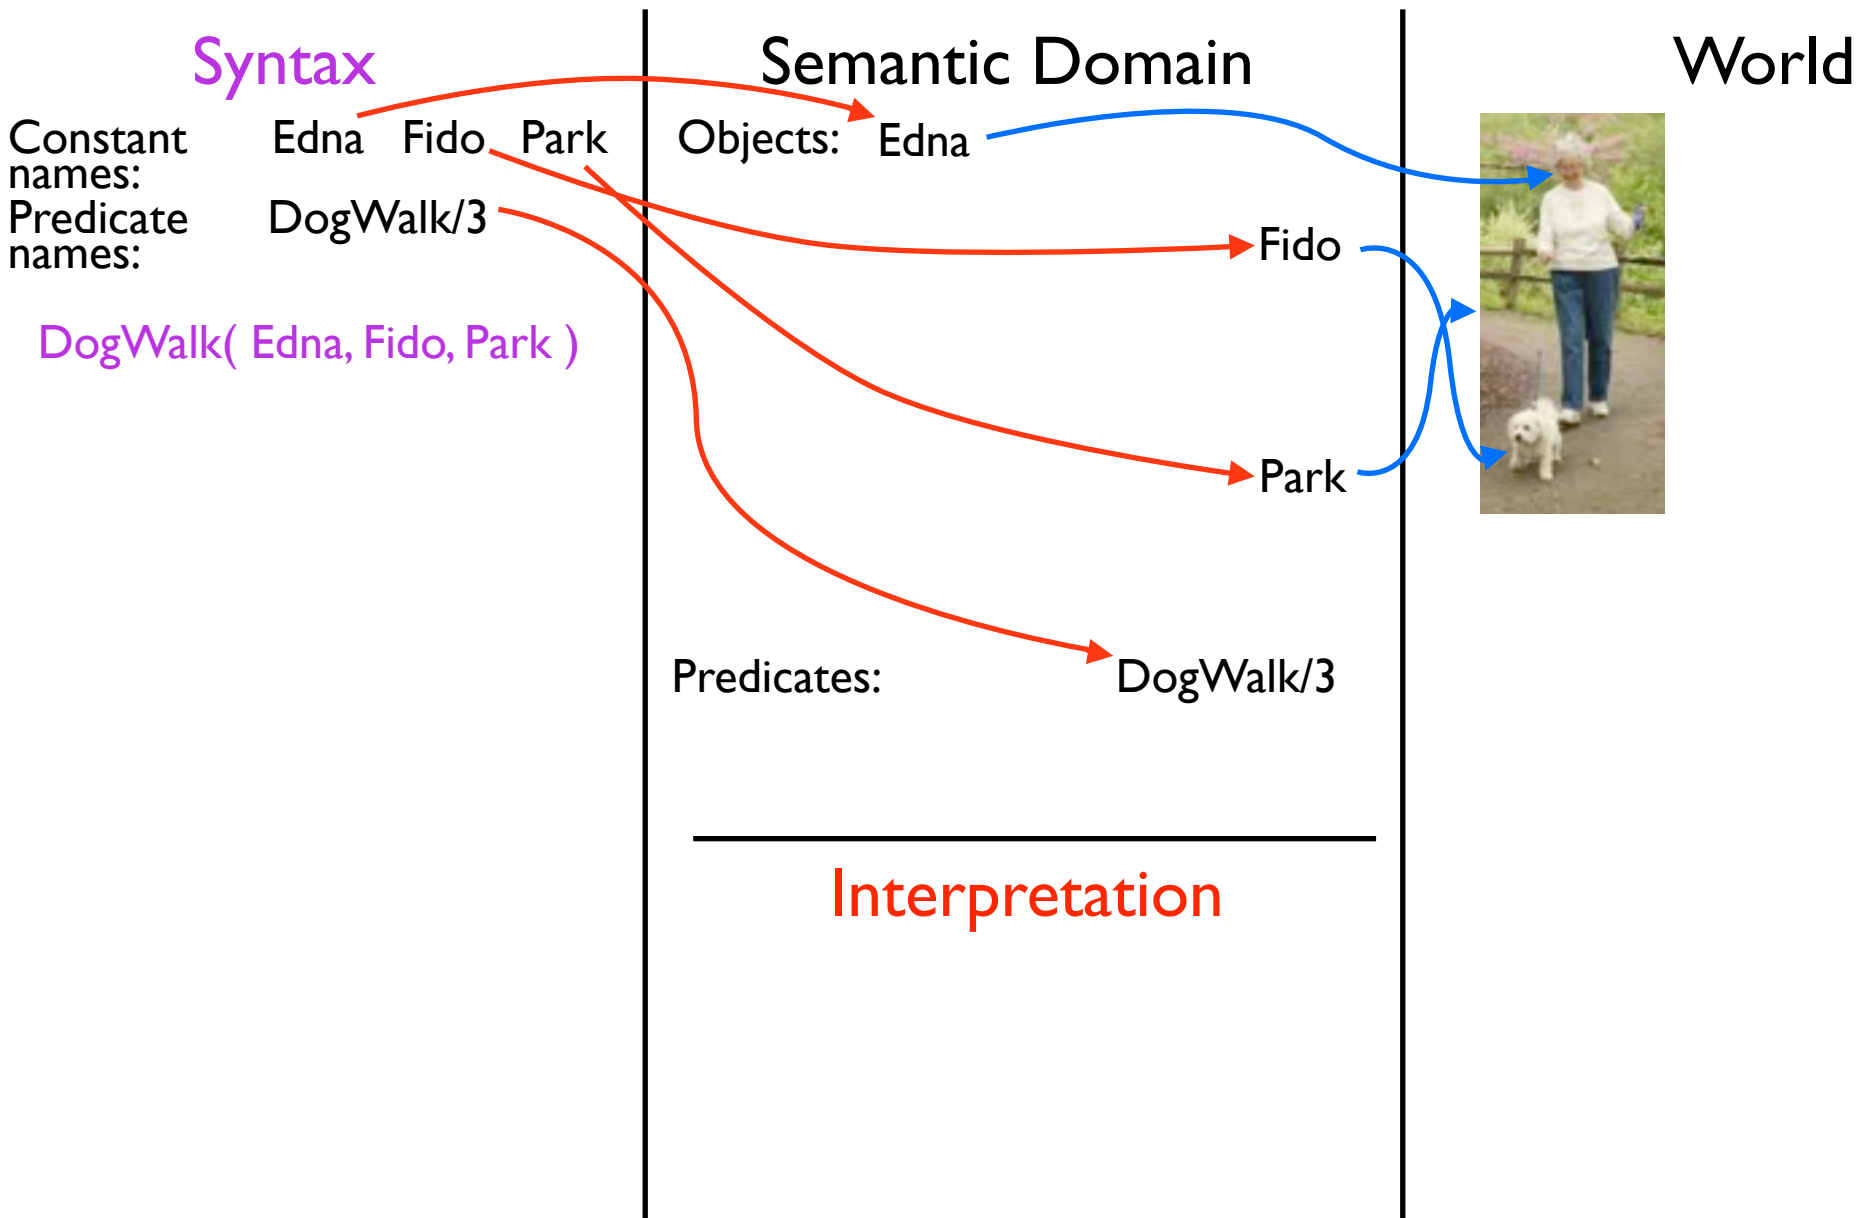 Syntax
Semantic Domain
World
Constant names:
Edna Fido Park
Predicate names:
DogWalk/3
DogWalk( Edna, Fido, Park )
Objects: Edna
Fido
Park
Predicates: DogWalk/3
Interpretation